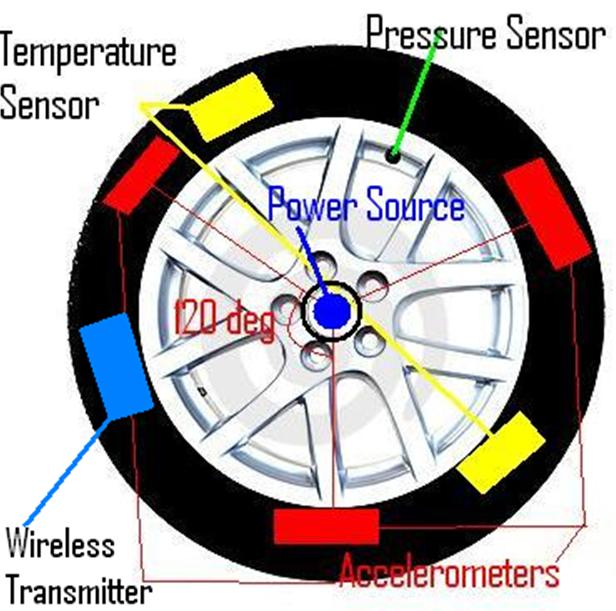 Pressure Sensor
Temperature
Sensor
Power Source
120 deg
Wireless
Transmitter
Accelerometers